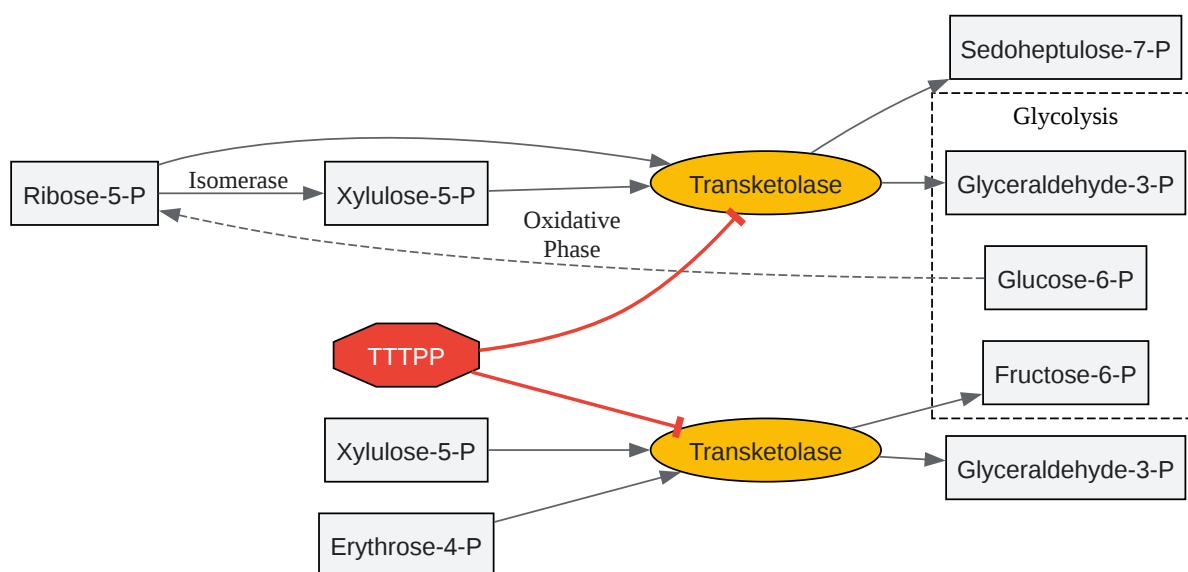 Sedoheptulose-7-P
Glycolysis
Ribose-5-P
Isomerase
Xylulose-5-P
Transketolase
Glyceraldehyde-3-P
Oxidative
Phase
Glucose-6-P
TTTPP
Fructose-6-P
Xylulose-5-P
Transketolase
Glyceraldehyde-3-P
Erythrose-4-P